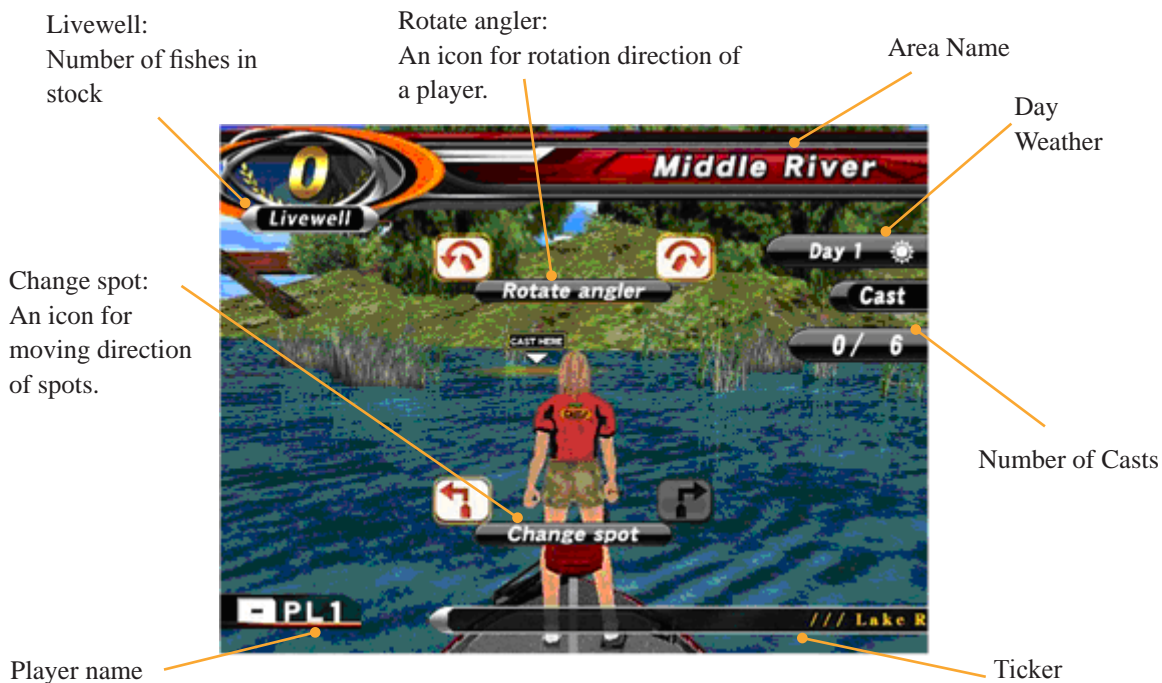 Livewell:
Number of fishes in
stock
Rotate angler:
An icon for rotation direction of
a player.
Area Name
Day
Weather
0
Livewell
Middle River
Day 1
Rotate angler
Cast
0/ 6
CAST HERE
Change spot:
An icon for
moving direction
of spots.
Number of Casts
Change spot
PL1
/// Lake R
Player name
Ticker